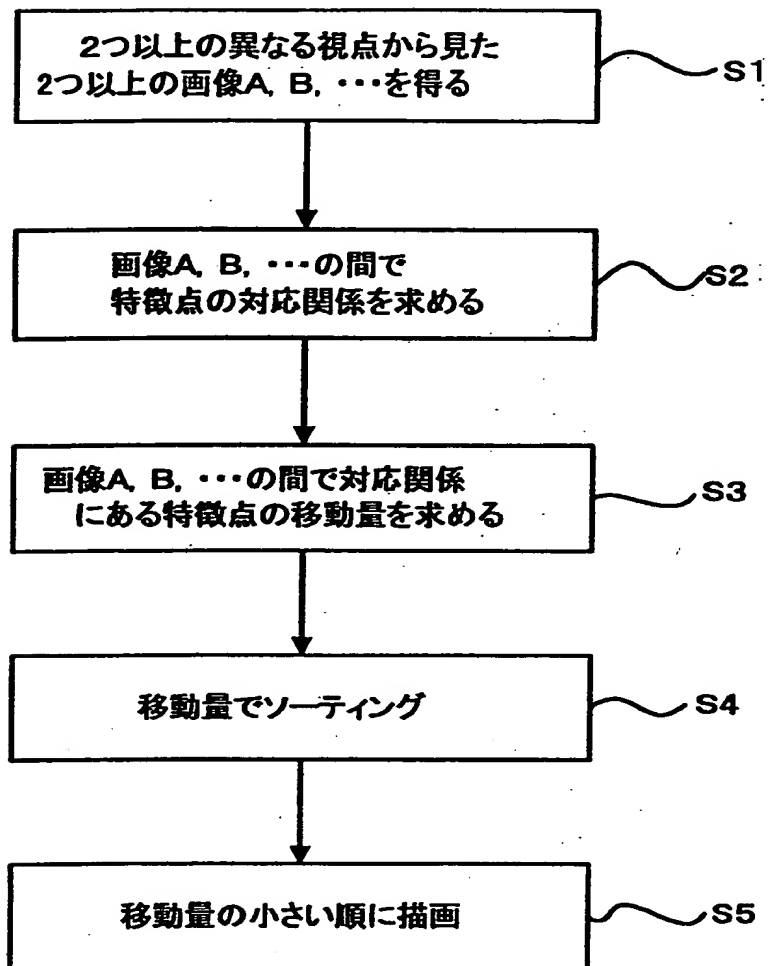 2つ以上の異なる視点から見た
2つ以上の画像A, B, ・・・を得る
S1
画像A, B, ・・・の間で
特徴点の対応関係を求める
S2
画像A, B, ・・・の間で対応関係
にある特徴点の移動量を求める
S3
移動量でソーティング
S4
移動量の小さい順に描画
S5